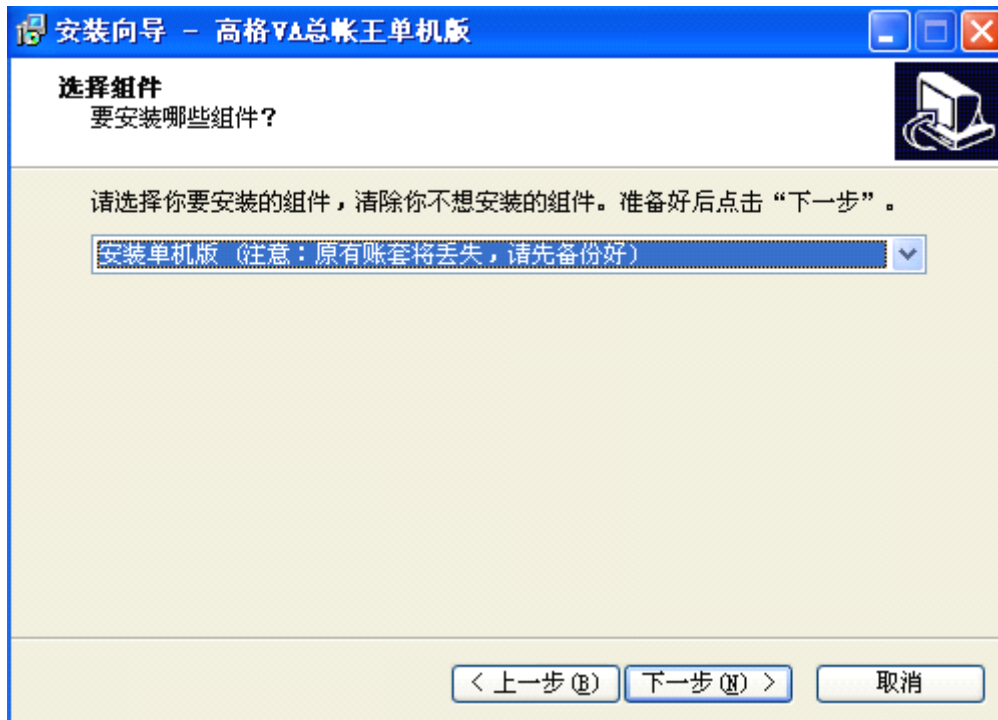 安装向导 - 高格VA总帐王单机版
选择组件
要安装哪些组件?
请选择你要安装的组件，清除你不想安装的组件。准备好后点击“下一步”。
安装单机版（注意：原有账套将丢失，请先备份好）
< 上一步(B)
下一步(N) >
取消